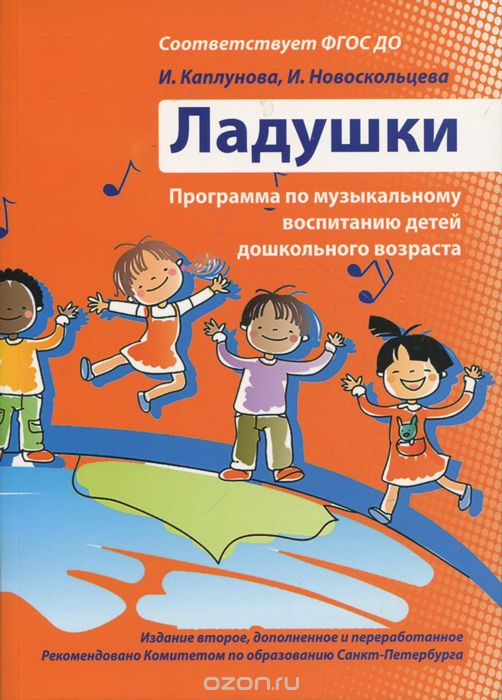 Соответствует ФГОС ДО
И. Каплунова, И. Новоскольцева
Ладушки
Программа по музыкальному
воспитанию детей
дошкольного возраста
Издание второе, дополненное и переработанное
Рекомендовано Комитетом по образованию Санкт-Петербурга
ozon.ru